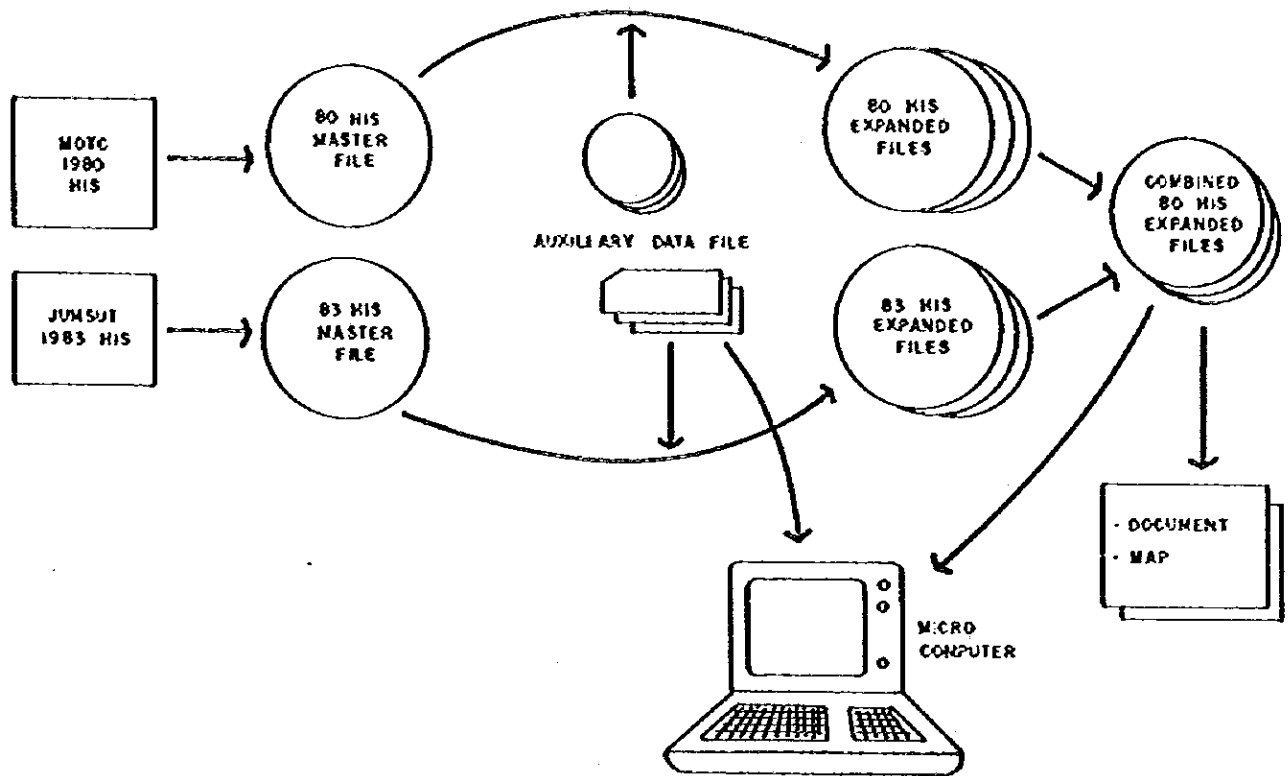 MOTC
1980
HIS
80 HIS
MASTER
FILE
80 HIS
EXPANDED
FILES
COMBINED
80 HIS
EXPANDED
FILES
AUXILIARY DATA FILE
JUMSUT
1983 HIS
83 HIS
MASTER
FILE
83 HIS
EXPANDED
FILES
· DOCUMENT
· MAP
MICRO
COMPUTER